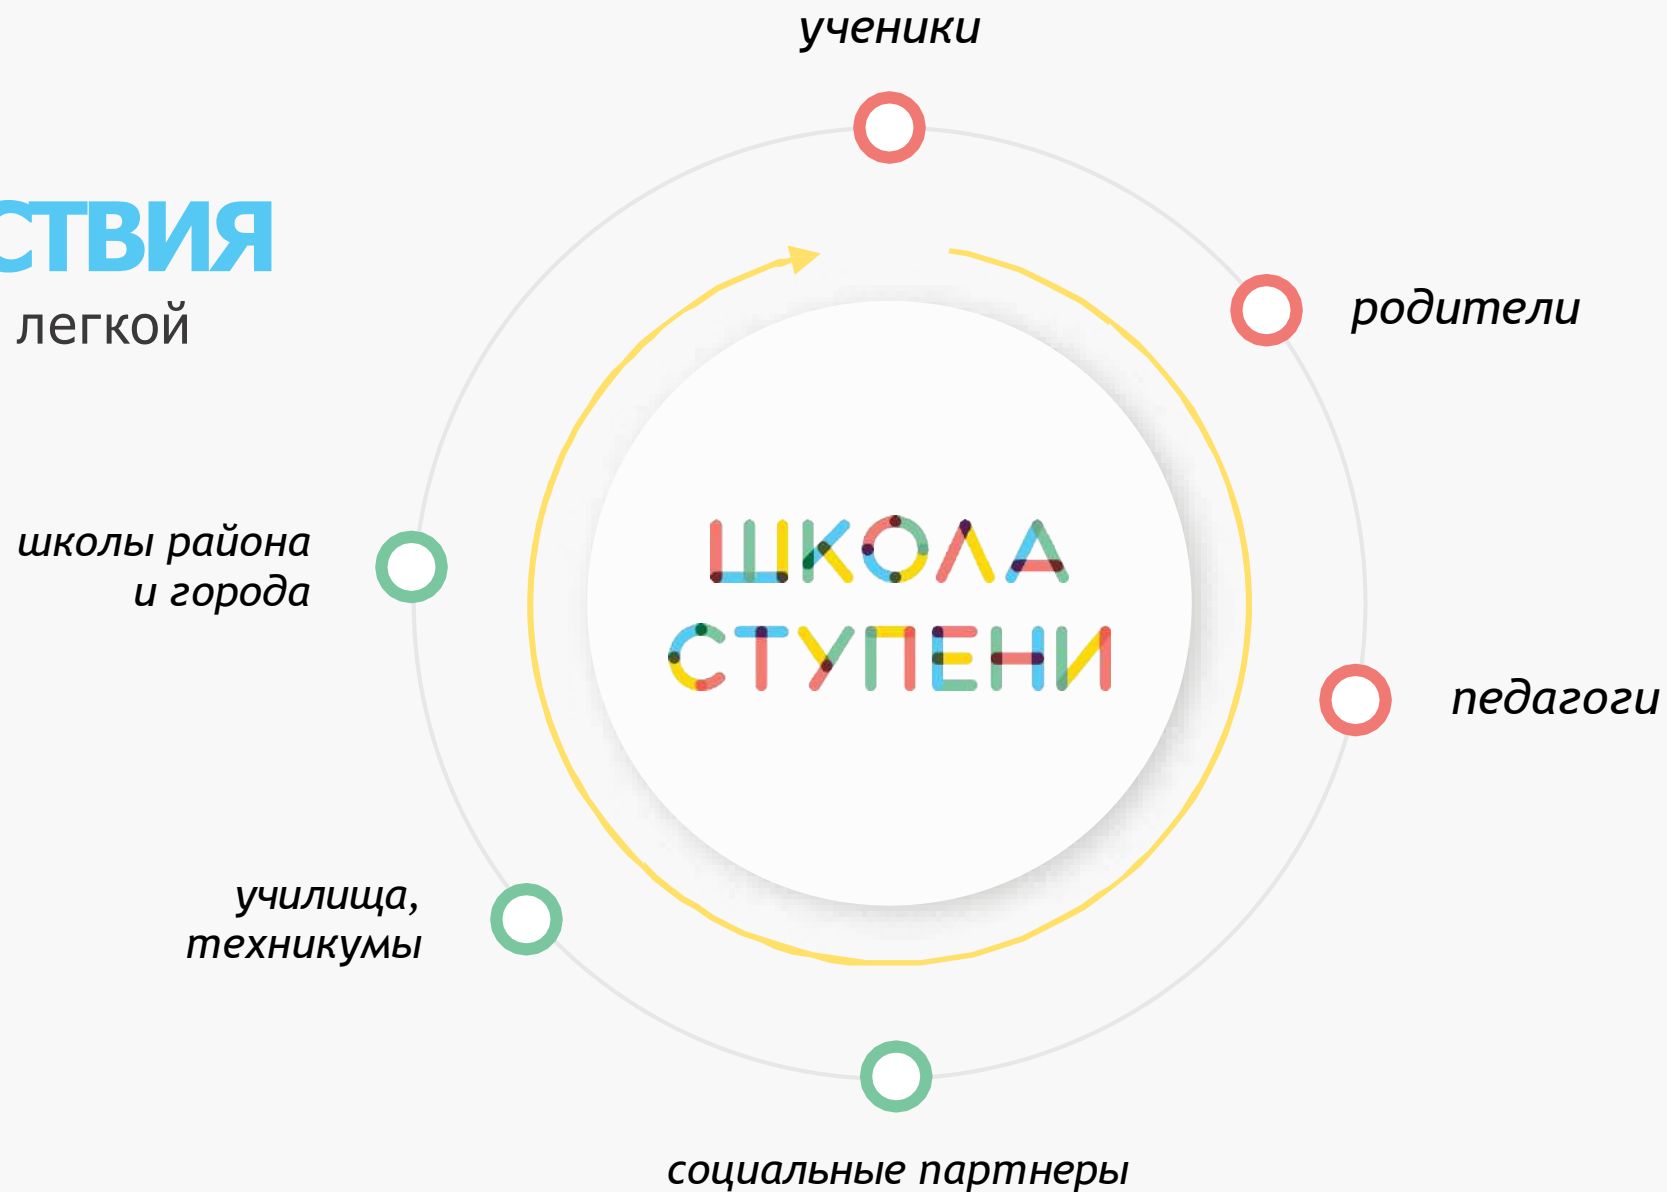 ученики
СТВИЯ
легкой
родители
школы района
и города
ШКОЛА
СТУПЕНИ
педагоги
училища,
техникумы
социальные партнеры